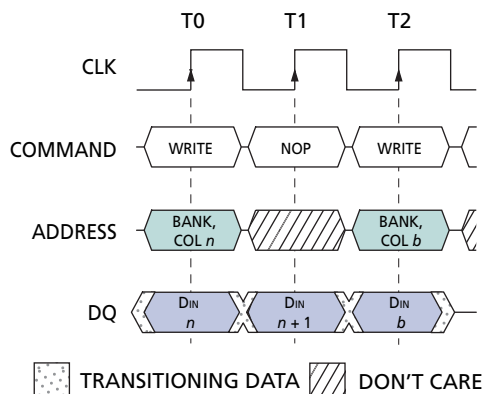 T0 T1 T2
CLK
COMMAND WRITE NOP WRITE
ADDRESS BANK, COL n BANK, COL b
DQ DIN n DIN n + 1 DIN b
TRANSITIONING DATA DON'T CARE